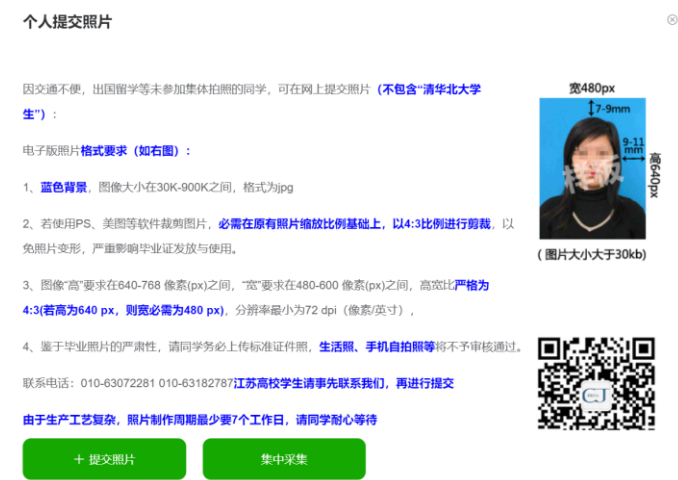 个人提交照片
因交通不便，出国留学等未参加集体拍照的同学，可在网上提交照片（不包含“清华北大学
生”）：
电子版照片格式要求（如右图）：
1、蓝色背景，图像大小在30K-900K之间，格式为jpg
2、若使用PS、美图等软件裁剪图片，必需在原有照片缩放比例基础上，以4:3比例进行剪裁，以
免照片变形，严重影响毕业证发放与使用。
3、图像“高”要求在640-768 像素(px)之间，“宽”要求在480-600 像素(px)之间，高宽比严格为
4:3(若高为640 px，则宽必需为480 px)，分辨率最小为72 dpi（像素/英寸），
4、鉴于毕业照片的严肃性，请同学务必上传标准证件照，生活照、手机自拍照等将不予审核通过。
联系电话：010-63072281 010-63182787江苏高校学生请事先联系我们，再进行提交
由于生产工艺复杂，照片制作周期最少要7个工作日，请同学耐心等待
＋ 提交照片
集中采集
宽480px
7-9mm
9-11
mm
高640px
样版
( 图片大小大于30kb)
CJ